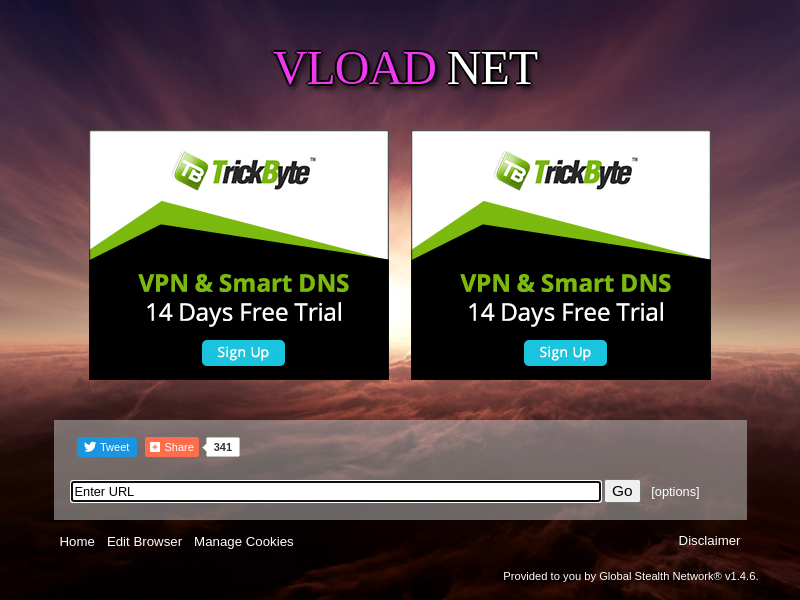 VLOAD NET
TB TrickByte™
VPN & Smart DNS
14 Days Free Trial
Sign Up
TB TrickByte™
VPN & Smart DNS
14 Days Free Trial
Sign Up
Tweet Share 341
Enter URL Go [options]
Home Edit Browser Manage Cookies Disclaimer
Provided to you by Global Stealth Network® v1.4.6.